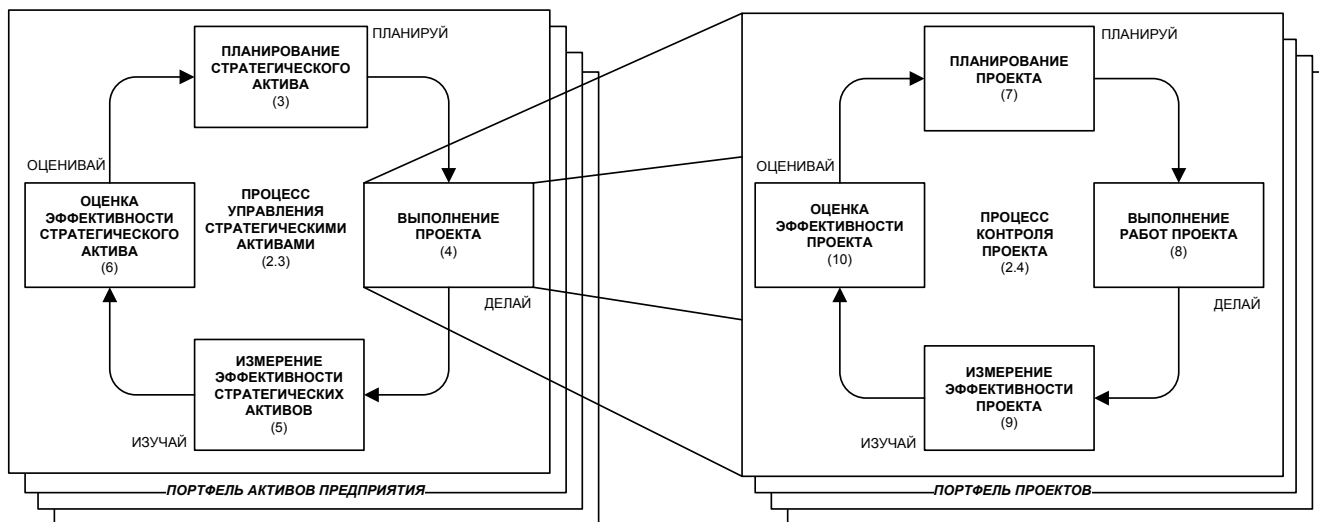 ПЛАНИРУЙ
ПЛАНИРОВАНИЕ
СТРАТЕГИЧЕСКОГО
АКТИВА
(3)
ОЦЕНИВАЙ
ОЦЕНКА
ЭФФЕКТИВНОСТИ
СТРАТЕГИЧЕСКОГО
АКТИВА
(6)
ПРОЦЕСС
УПРАВЛЕНИЯ
СТРАТЕГИЧЕСКИМИ
АКТИВАМИ
(2.3)
ВЫПОЛНЕНИЕ
ПРОЕКТА
(4)
ДЕЛАЙ
ИЗМЕРЕНИЕ
ЭФФЕКТИВНОСТИ
СТРАТЕГИЧЕСКИХ
АКТИВОВ
(5)
ИЗУЧАЙ
ПОРТФЕЛЬ АКТИВОВ ПРЕДПРИЯТИЯ
ПЛАНИРУЙ
ПЛАНИРОВАНИЕ
ПРОЕКТА
(7)
ОЦЕНИВАЙ
ОЦЕНКА
ЭФФЕКТИВНОСТИ
ПРОЕКТА
(10)
ПРОЦЕСС
КОНТРОЛЯ
ПРОЕКТА
(2.4)
ВЫПОЛНЕНИЕ
РАБОТ ПРОЕКТА
(8)
ДЕЛАЙ
ИЗМЕРЕНИЕ
ЭФФЕКТИВНОСТИ
ПРОЕКТА
(9)
ИЗУЧАЙ
ПОРТФЕЛЬ ПРОЕКТОВ